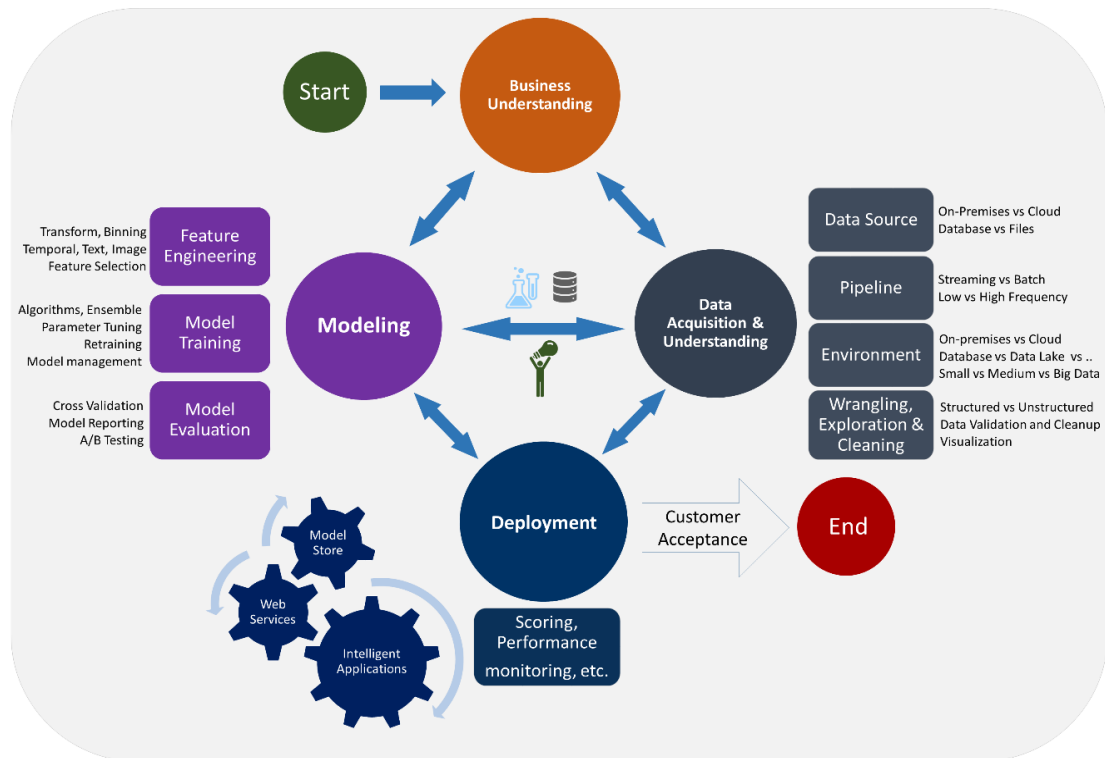 Start
Business
Understanding
Transform, Binning
Temporal, Text, Image
Feature Selection
Feature
Engineering
Algorithms, Ensemble
Parameter Tuning
Retraining
Model management
Model
Training
Cross Validation
Model Reporting
A/B Testing
Model
Evaluation
Modeling
Data
Acquisition &
Understanding
Data Source
On-Premises vs Cloud
Database vs Files
Pipeline
Streaming vs Batch
Low vs High Frequency
Environment
On-premises vs Cloud
Database vs Data Lake vs ..
Small vs Medium vs Big Data
Wrangling,
Exploration &
Cleaning
Structured vs Unstructured
Data Validation and Cleanup
Visualization
Deployment
Customer
Acceptance
End
Model
Store
Web
Services
Intelligent
Applications
Scoring,
Performance
monitoring, etc.